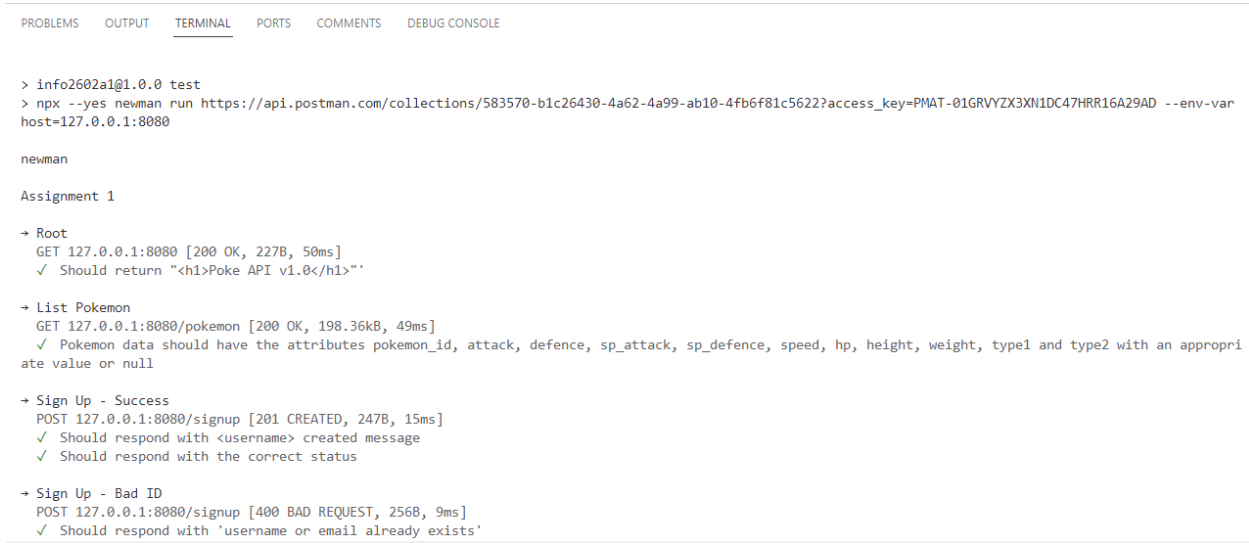 PROBLEMS OUTPUT TERMINAL PORTS COMMENTS DEBUG CONSOLE
> info2602a1@1.0.0 test
> npx --yes newman run https://api.postman.com/collections/583570-b1c26430-4a62-4a99-ab10-4fb6f81c5622?access_key=PMAT-01GRVYZX3XN1DC47HRR16A29AD --env-var
host=127.0.0.1:8080
newman
Assignment 1
→ Root
GET 127.0.0.1:8080 [200 OK, 227B, 50ms]
✓ Should return "<h1>Poke API v1.0</h1>"'
→ List Pokemon
GET 127.0.0.1:8080/pokemon [200 OK, 198.36kB, 49ms]
✓ Pokemon data should have the attributes pokemon_id, attack, defence, sp_attack, sp_defence, speed, hp, height, weight, type1 and type2 with an appropri
ate value or null
→ Sign Up - Success
POST 127.0.0.1:8080/signup [201 CREATED, 247B, 15ms]
✓ Should respond with <username> created message
✓ Should respond with the correct status
→ Sign Up - Bad ID
POST 127.0.0.1:8080/signup [400 BAD REQUEST, 256B, 9ms]
✓ Should respond with 'username or email already exists'